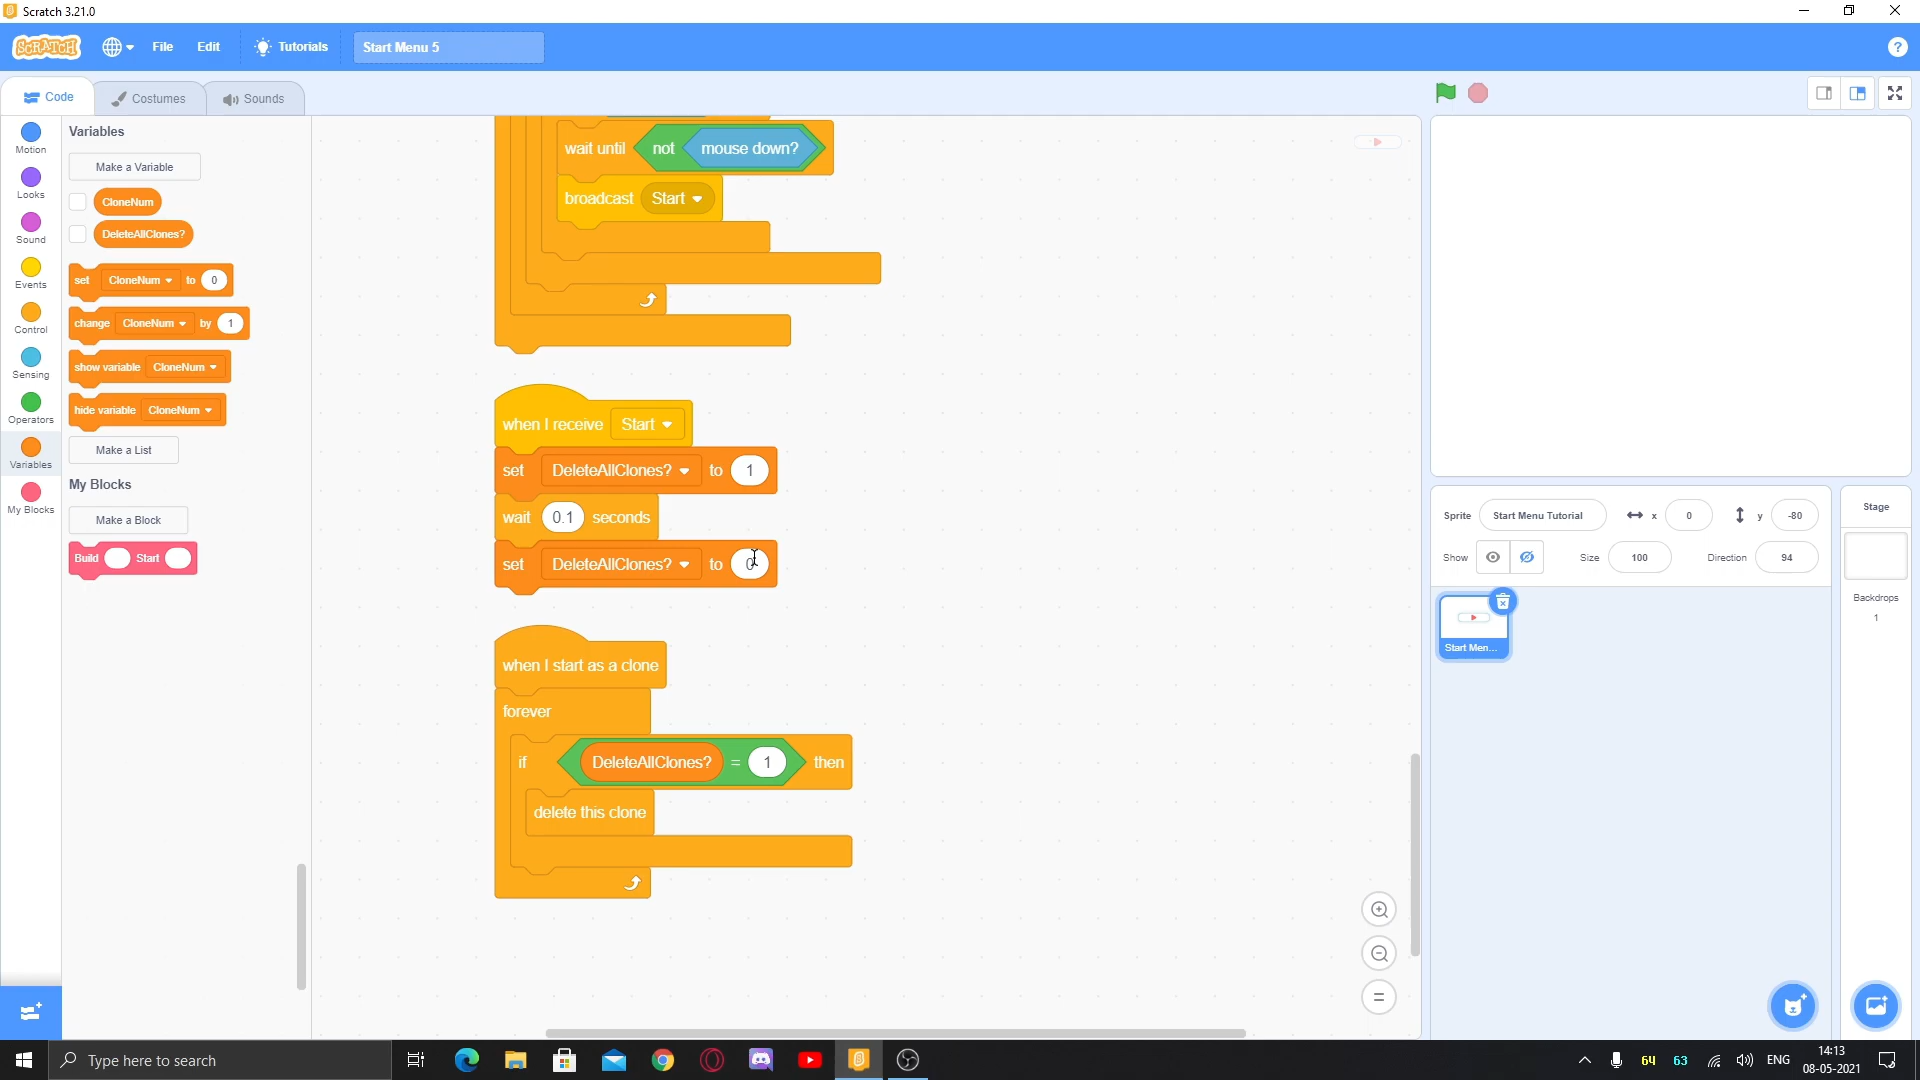 Scratch 3.21.0
SCRATCH
File
Edit
Tutorials
Start Menu 5
?
Code
Costumes
Sounds
Motion
Looks
Sound
Events
Control
Sensing
Operators
Variables
My Blocks
Variables
Make a Variable
CloneNum
DeleteAllClones?
set CloneNum to 0
change CloneNum by 1
show variable CloneNum
hide variable CloneNum
Make a List
My Blocks
Make a Block
Build Start
wait until not mouse down?
broadcast Start
when I receive Start
set DeleteAllClones? to 1
wait 0.1 seconds
set DeleteAllClones? to 0
when I start as a clone
forever
if DeleteAllClones? = 1 then
delete this clone
Sprite Start Menu Tutorial x 0 y -80
Show Size 100 Direction 94
Start Men...
Stage
Backdrops
1
Type here to search
64 63 ENG
14:13
08-05-2021